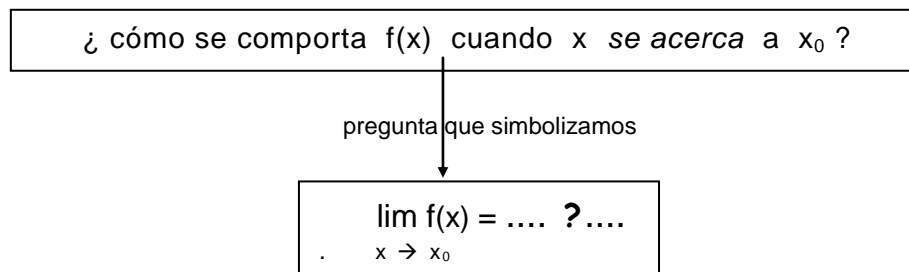 ¿ cómo se comporta f(x) cuando x se acerca a x₀ ?
pregunta que simbolizamos
lim f(x) = .... ?....
. x → x₀